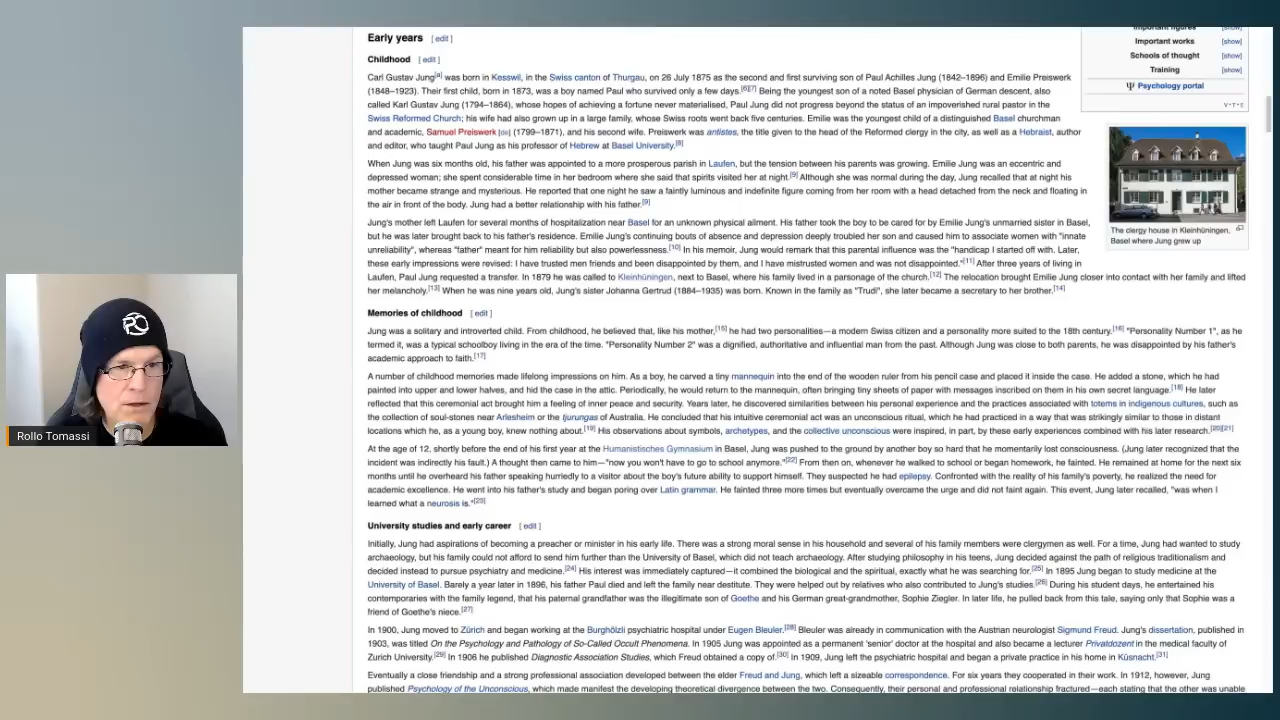 Early years [ edit ]
Important figures [show]
Important works [show]
Schools of thought [show]
Training [show]
Ψ Psychology portal
V·T·E
Childhood [ edit ]
Carl Gustav Jung[a] was born in Kesswil, in the Swiss canton of Thurgau, on 26 July 1875 as the second and first surviving son of Paul Achilles Jung (1842–1896) and Emilie Preiswerk
(1848–1923). Their first child, born in 1873, was a boy named Paul who survived only a few days.[6][7] Being the youngest son of a noted Basel physician of German descent, also
called Karl Gustav Jung (1794–1864), whose hopes of achieving a fortune never materialised, Paul Jung did not progress beyond the status of an impoverished rural pastor in the
Swiss Reformed Church; his wife had also grown up in a large family, whose Swiss roots went back five centuries. Emilie was the youngest child of a distinguished Basel churchman
and academic, Samuel Preiswerk [de] (1799–1871), and his second wife. Preiswerk was antistes, the title given to the head of the Reformed clergy in the city, as well as a Hebraist, author
and editor, who taught Paul Jung as his professor of Hebrew at Basel University.[8]
When Jung was six months old, his father was appointed to a more prosperous parish in Laufen, but the tension between his parents was growing. Emilie Jung was an eccentric and
depressed woman; she spent considerable time in her bedroom where she said that spirits visited her at night.[9] Although she was normal during the day, Jung recalled that at night his
mother became strange and mysterious. He reported that one night he saw a faintly luminous and indefinite figure coming from her room with a head detached from the neck and floating in
the air in front of the body. Jung had a better relationship with his father.[9]
The clergy house in Kleinhüningen,
Basel where Jung grew up
Jung's mother left Laufen for several months of hospitalization near Basel for an unknown physical ailment. His father took the boy to be cared for by Emilie Jung's unmarried sister in Basel,
but he was later brought back to his father's residence. Emilie Jung's continuing bouts of absence and depression deeply troubled her son and caused him to associate women with "innate
unreliability", whereas "father" meant for him reliability but also powerlessness.[10] In his memoir, Jung would remark that this parental influence was the "handicap I started off with. Later,
these early impressions were revised: I have trusted men friends and been disappointed by them, and I have mistrusted women and was not disappointed."[11] After three years of living in
Laufen, Paul Jung requested a transfer. In 1879 he was called to Kleinhüningen, next to Basel, where his family lived in a parsonage of the church.[12] The relocation brought Emilie Jung closer into contact with her family and lifted
her melancholy.[13] When he was nine years old, Jung's sister Johanna Gertrud (1884–1935) was born. Known in the family as "Trudi", she later became a secretary to her brother.[14]
Memories of childhood [ edit ]
Jung was a solitary and introverted child. From childhood, he believed that, like his mother,[15] he had two personalities—a modern Swiss citizen and a personality more suited to the 18th century.[16] "Personality Number 1", as he
termed it, was a typical schoolboy living in the era of the time. "Personality Number 2" was a dignified, authoritative and influential man from the past. Although Jung was close to both parents, he was disappointed by his father's
academic approach to faith.[17]
A number of childhood memories made lifelong impressions on him. As a boy, he carved a tiny mannequin into the end of the wooden ruler from his pencil case and placed it inside the case. He added a stone, which he had
painted into upper and lower halves, and hid the case in the attic. Periodically, he would return to the mannequin, often bringing tiny sheets of paper with messages inscribed on them in his own secret language.[18] He later
reflected that this ceremonial act brought him a feeling of inner peace and security. Years later, he discovered similarities between his personal experience and the practices associated with totems in indigenous cultures, such as
the collection of soul-stones near Arlesheim or the tjurungas of Australia. He concluded that his intuitive ceremonial act was an unconscious ritual, which he had practiced in a way that was strikingly similar to those in distant
locations which he, as a young boy, knew nothing about.[19] His observations about symbols, archetypes, and the collective unconscious were inspired, in part, by these early experiences combined with his later research.[20][21]
At the age of 12, shortly before the end of his first year at the Humanistisches Gymnasium in Basel, Jung was pushed to the ground by another boy so hard that he momentarily lost consciousness. (Jung later recognized that the
incident was indirectly his fault.) A thought then came to him—"now you won't have to go to school anymore."[22] From then on, whenever he walked to school or began homework, he fainted. He remained at home for the next six
months until he overheard his father speaking hurriedly to a visitor about the boy's future ability to support himself. They suspected he had epilepsy. Confronted with the reality of his family's poverty, he realized the need for
academic excellence. He went into his father's study and began poring over Latin grammar. He fainted three more times but eventually overcame the urge and did not faint again. This event, Jung later recalled, "was when I
learned what a neurosis is."[23]
University studies and early career [ edit ]
Initially, Jung had aspirations of becoming a preacher or minister in his early life. There was a strong moral sense in his household and several of his family members were clergymen as well. For a time, Jung had wanted to study
archaeology, but his family could not afford to send him further than the University of Basel, which did not teach archaeology. After studying philosophy in his teens, Jung decided against the path of religious traditionalism and
decided instead to pursue psychiatry and medicine.[24] His interest was immediately captured—it combined the biological and the spiritual, exactly what he was searching for.[25] In 1895 Jung began to study medicine at the
University of Basel. Barely a year later in 1896, his father Paul died and left the family near destitute. They were helped out by relatives who also contributed to Jung's studies.[26] During his student days, he entertained his
contemporaries with the family legend, that his paternal grandfather was the illegitimate son of Goethe and his German great-grandmother, Sophie Ziegler. In later life, he pulled back from this tale, saying only that Sophie was a
friend of Goethe's niece.[27]
In 1900, Jung moved to Zürich and began working at the Burghölzli psychiatric hospital under Eugen Bleuler.[28] Bleuler was already in communication with the Austrian neurologist Sigmund Freud. Jung's dissertation, published in
1903, was titled On the Psychology and Pathology of So-Called Occult Phenomena. In 1905 Jung was appointed as a permanent 'senior' doctor at the hospital and also became a lecturer Privatdozent in the medical faculty of
Zurich University.[29] In 1906 he published Diagnostic Association Studies, which Freud obtained a copy of.[30] In 1909, Jung left the psychiatric hospital and began a private practice in his home in Küsnacht.[31]
Eventually a close friendship and a strong professional association developed between the elder Freud and Jung, which left a sizeable correspondence. For six years they cooperated in their work. In 1912, however, Jung
published Psychology of the Unconscious, which made manifest the developing theoretical divergence between the two. Consequently, their personal and professional relationship fractured—each stating that the other was unable
Rollo Tomassi